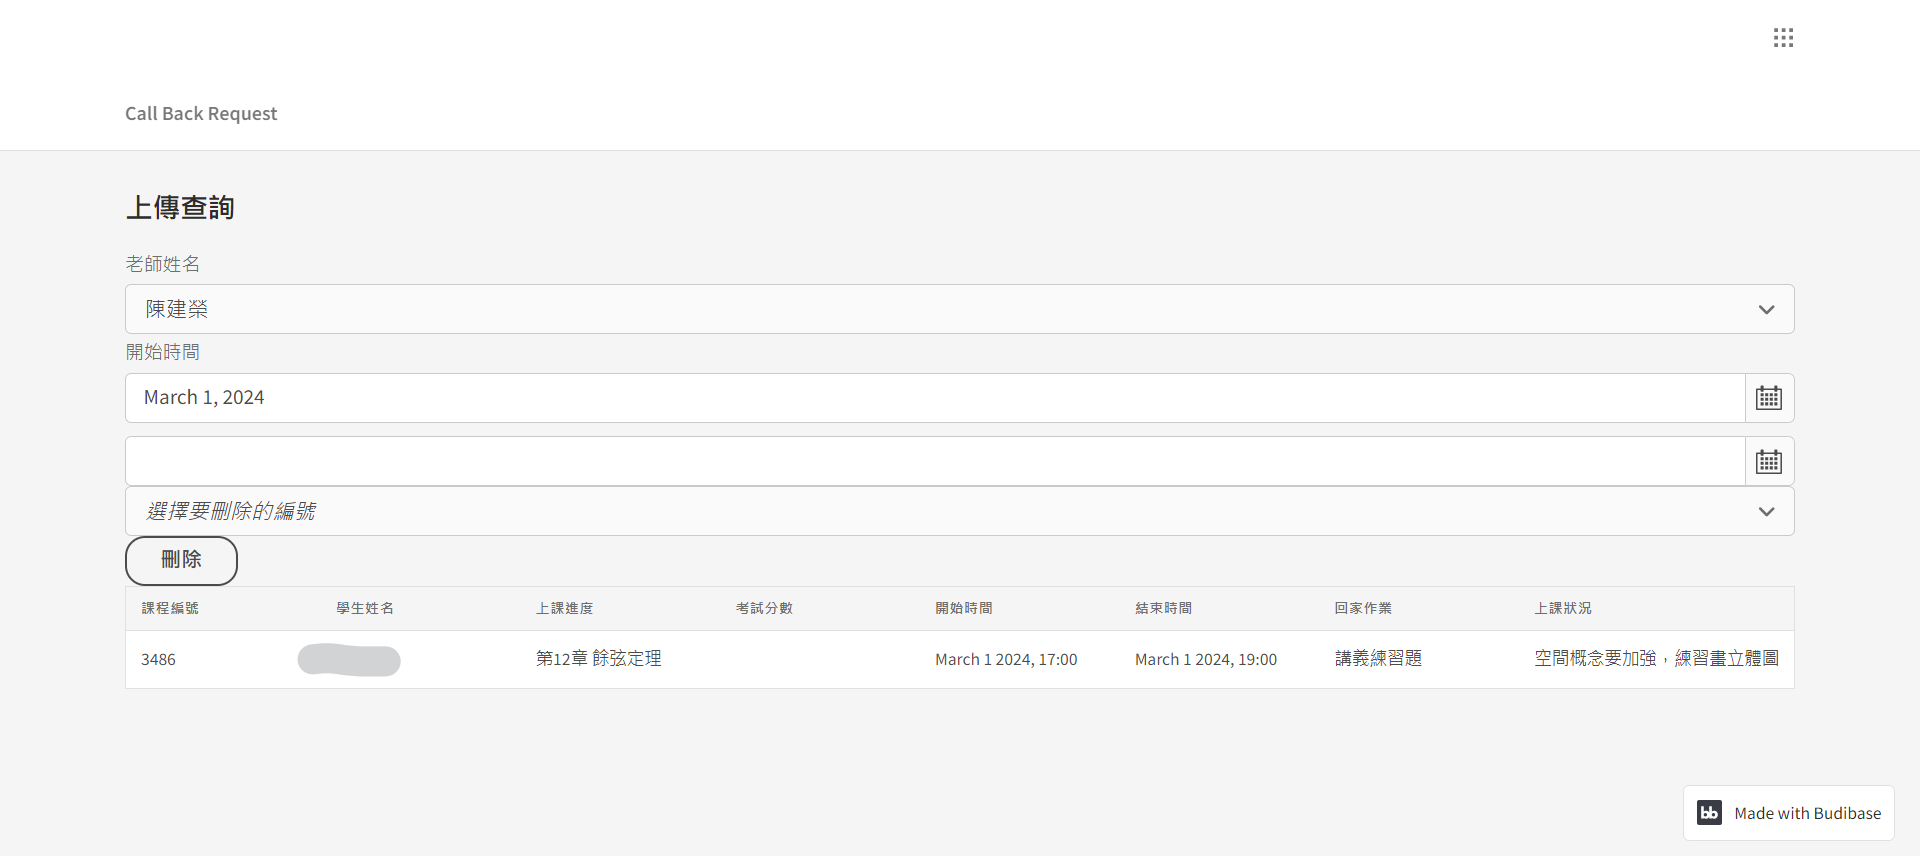 Call Back Request
上傳查詢
老師姓名
陳建榮
開始時間
March 1, 2024
選擇要刪除的編號
刪除
課程編號 學生姓名 上課進度 考試分數 開始時間 結束時間 回家作業 上課狀況
3486 第12章 餘弦定理 March 1 2024, 17:00 March 1 2024, 19:00 講義練習題 空間概念要加強，練習畫立體圖
bb Made with Budibase